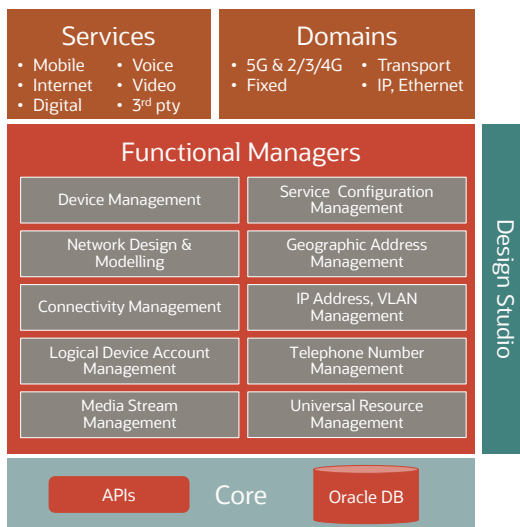 Services
• Mobile
• Internet
• Digital
• Voice
• Video
• 3rd pty
Domains
• 5G & 2/3/4G
• Fixed
• Transport
• IP, Ethernet
Functional Managers
Device Management
Service Configuration
Management
Network Design &
Modelling
Geographic Address
Management
Connectivity Management
IP Address, VLAN
Management
Logical Device Account
Management
Telephone Number
Management
Media Stream
Management
Universal Resource
Management
Design Studio
APIs
Core
Oracle DB